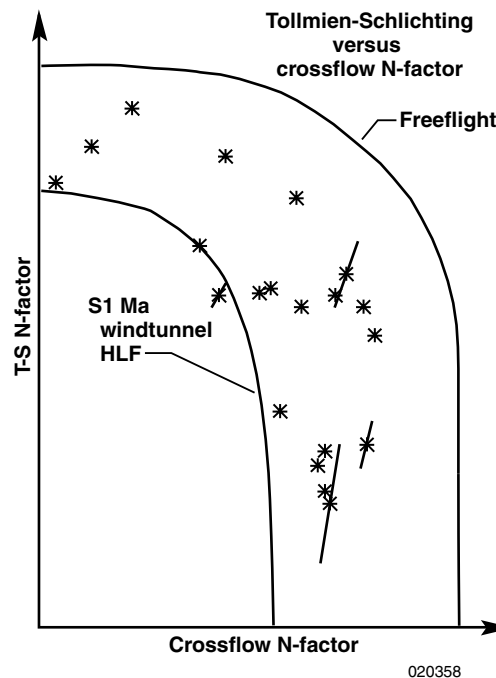 Tollmien-Schlichting
versus
crossflow N-factor
Freeflight
S1 Ma
windtunnel
HLF
T-S N-factor
Crossflow N-factor
020358